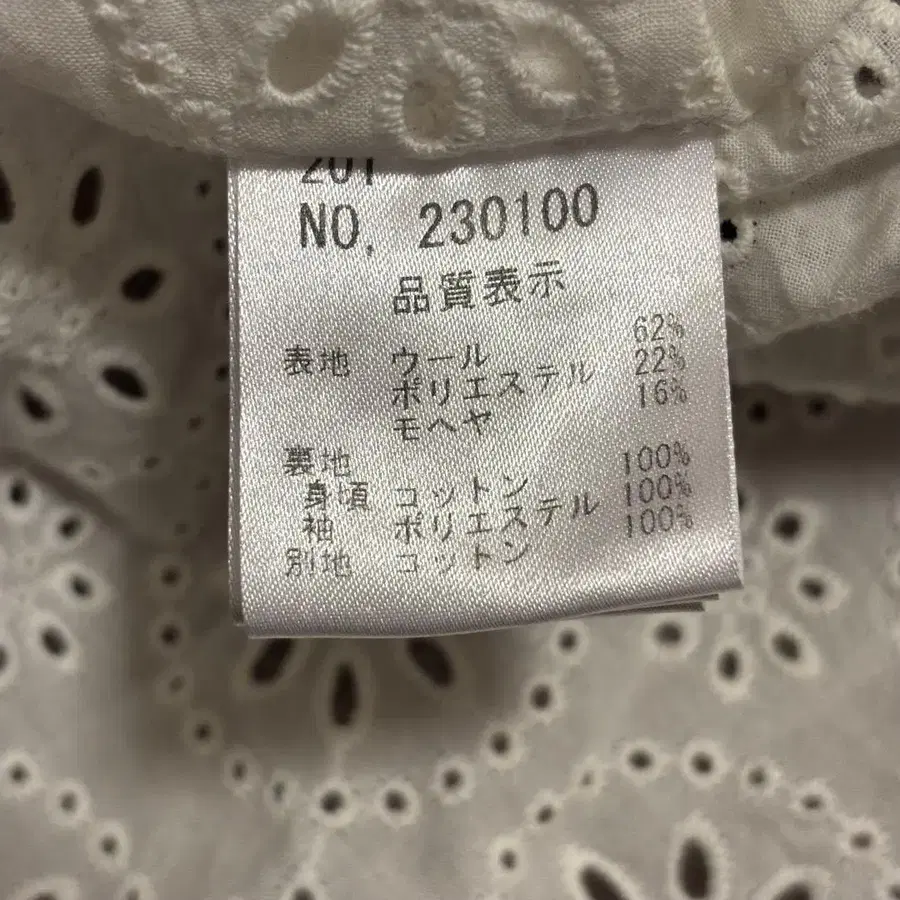 201
NO. 230100
品質表示
表地 ウール 62%
ポリエステル 22%
モヘヤ 16%
裏地
身頃 コットン 100%
袖 ポリエステル 100%
別地 コットン 100%